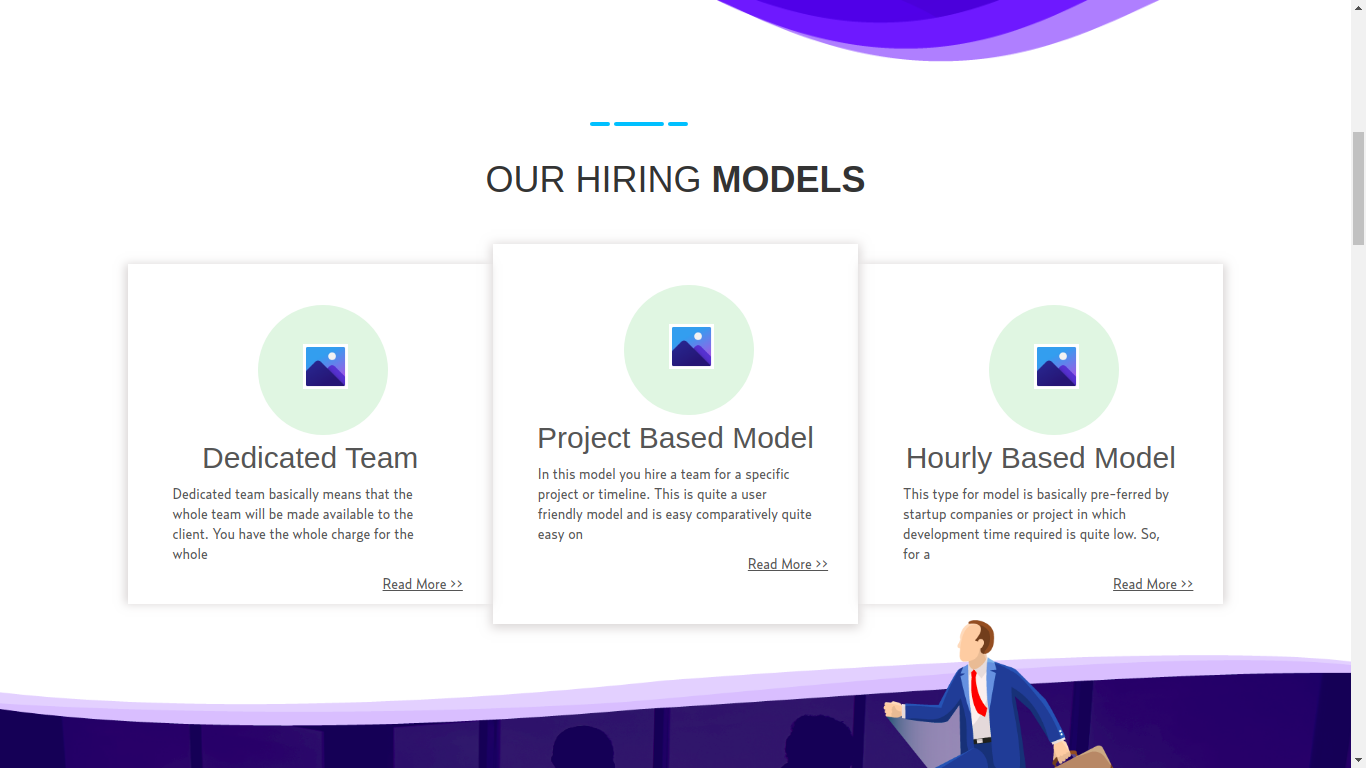 OUR HIRING MODELS
Dedicated Team
Dedicated team basically means that the
whole team will be made available to the
client. You have the whole charge for the
whole
Read More >>
Project Based Model
In this model you hire a team for a specific
project or timeline. This is quite a user
friendly model and is easy comparatively quite
easy on
Read More >>
Hourly Based Model
This type for model is basically pre-ferred by
startup companies or project in which
development time required is quite low. So,
for a
Read More >>